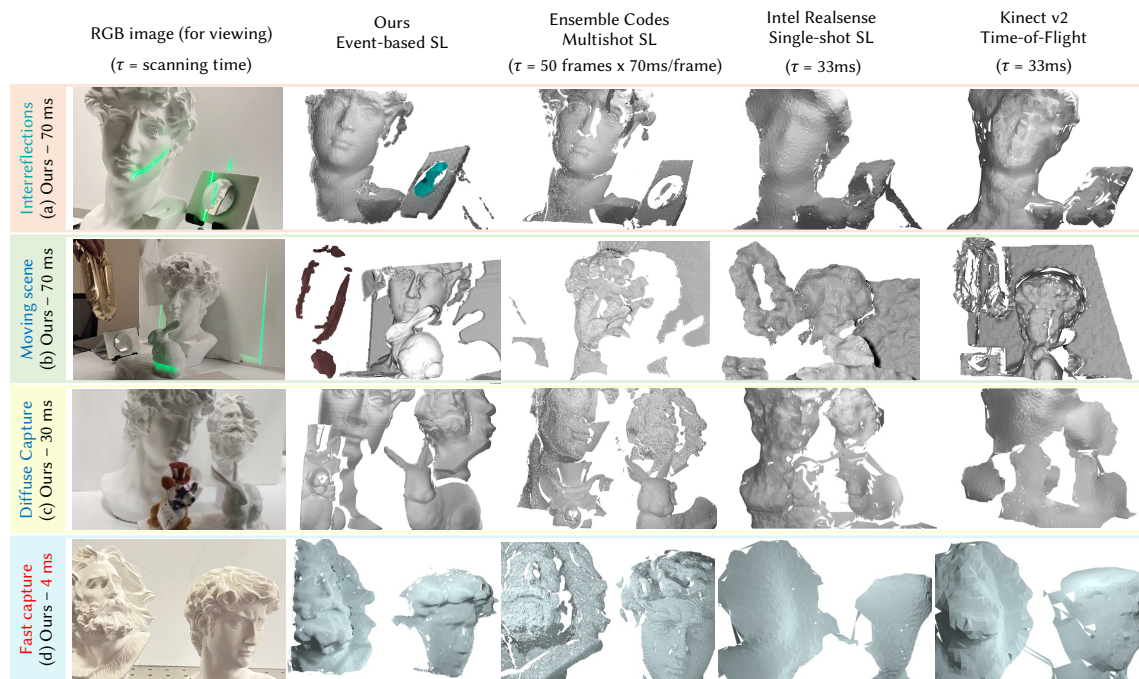 RGB image (for viewing)
(τ = scanning time)
Ours
Event-based SL
Ensemble Codes
Multishot SL
(τ = 50 frames x 70ms/frame)
Intel Realsense
Single-shot SL
(τ = 33ms)
Kinect v2
Time-of-Flight
(τ = 33ms)
Interreflections
(a) Ours – 70 ms
Moving scene
(b) Ours – 70 ms
Diffuse Capture
(c) Ours – 30 ms
Fast capture
(d) Ours – 4 ms